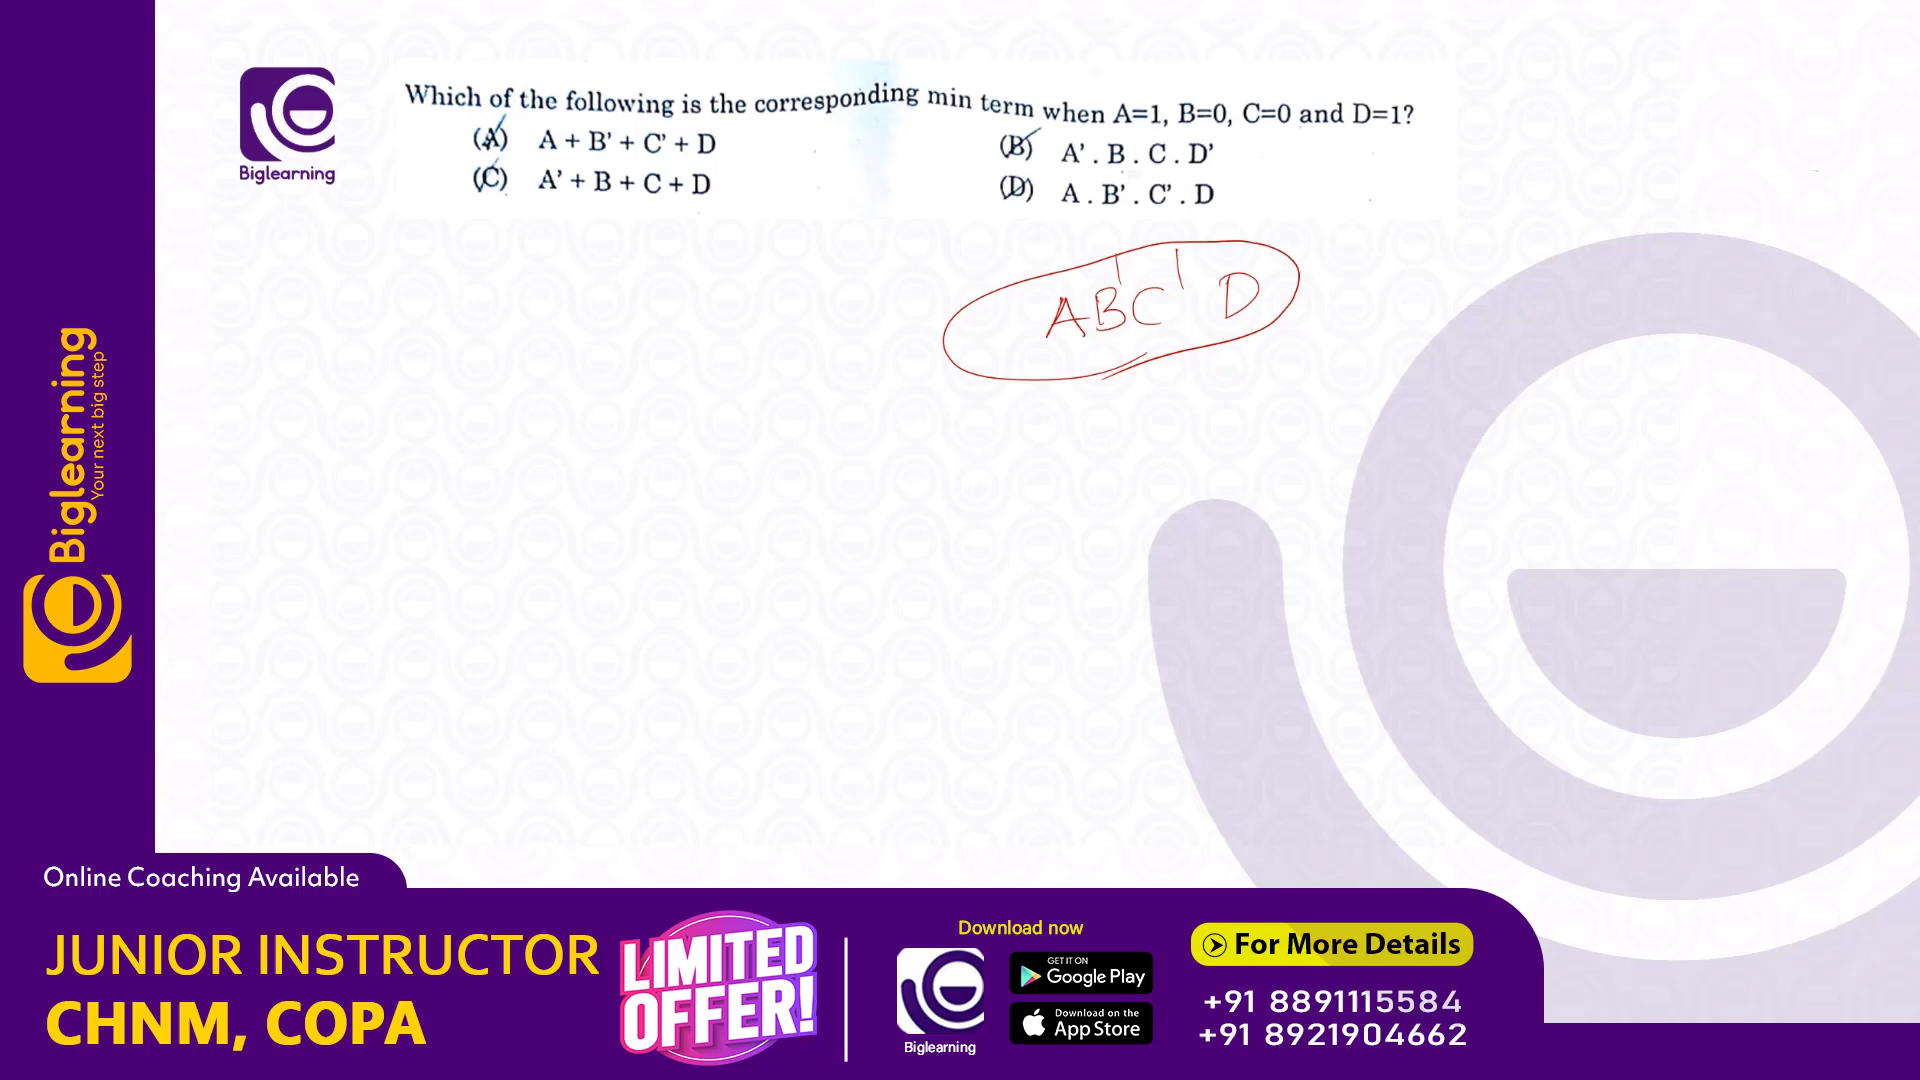 Biglearning
Which of the following is the corresponding min term when A=1, B=0, C=0 and D=1?
(A) A + B' + C' + D
(B) A' . B . C . D'
(C) A' + B + C + D
(D) A . B' . C' . D
AB'C' D
Biglearning
Your next big step
Online Coaching Available
JUNIOR INSTRUCTOR
CHNM, COPA
LIMITED
OFFER!
Download now
Biglearning
GET IT ON
Google Play
Download on the
App Store
For More Details
+91 8891115584
+91 8921904662